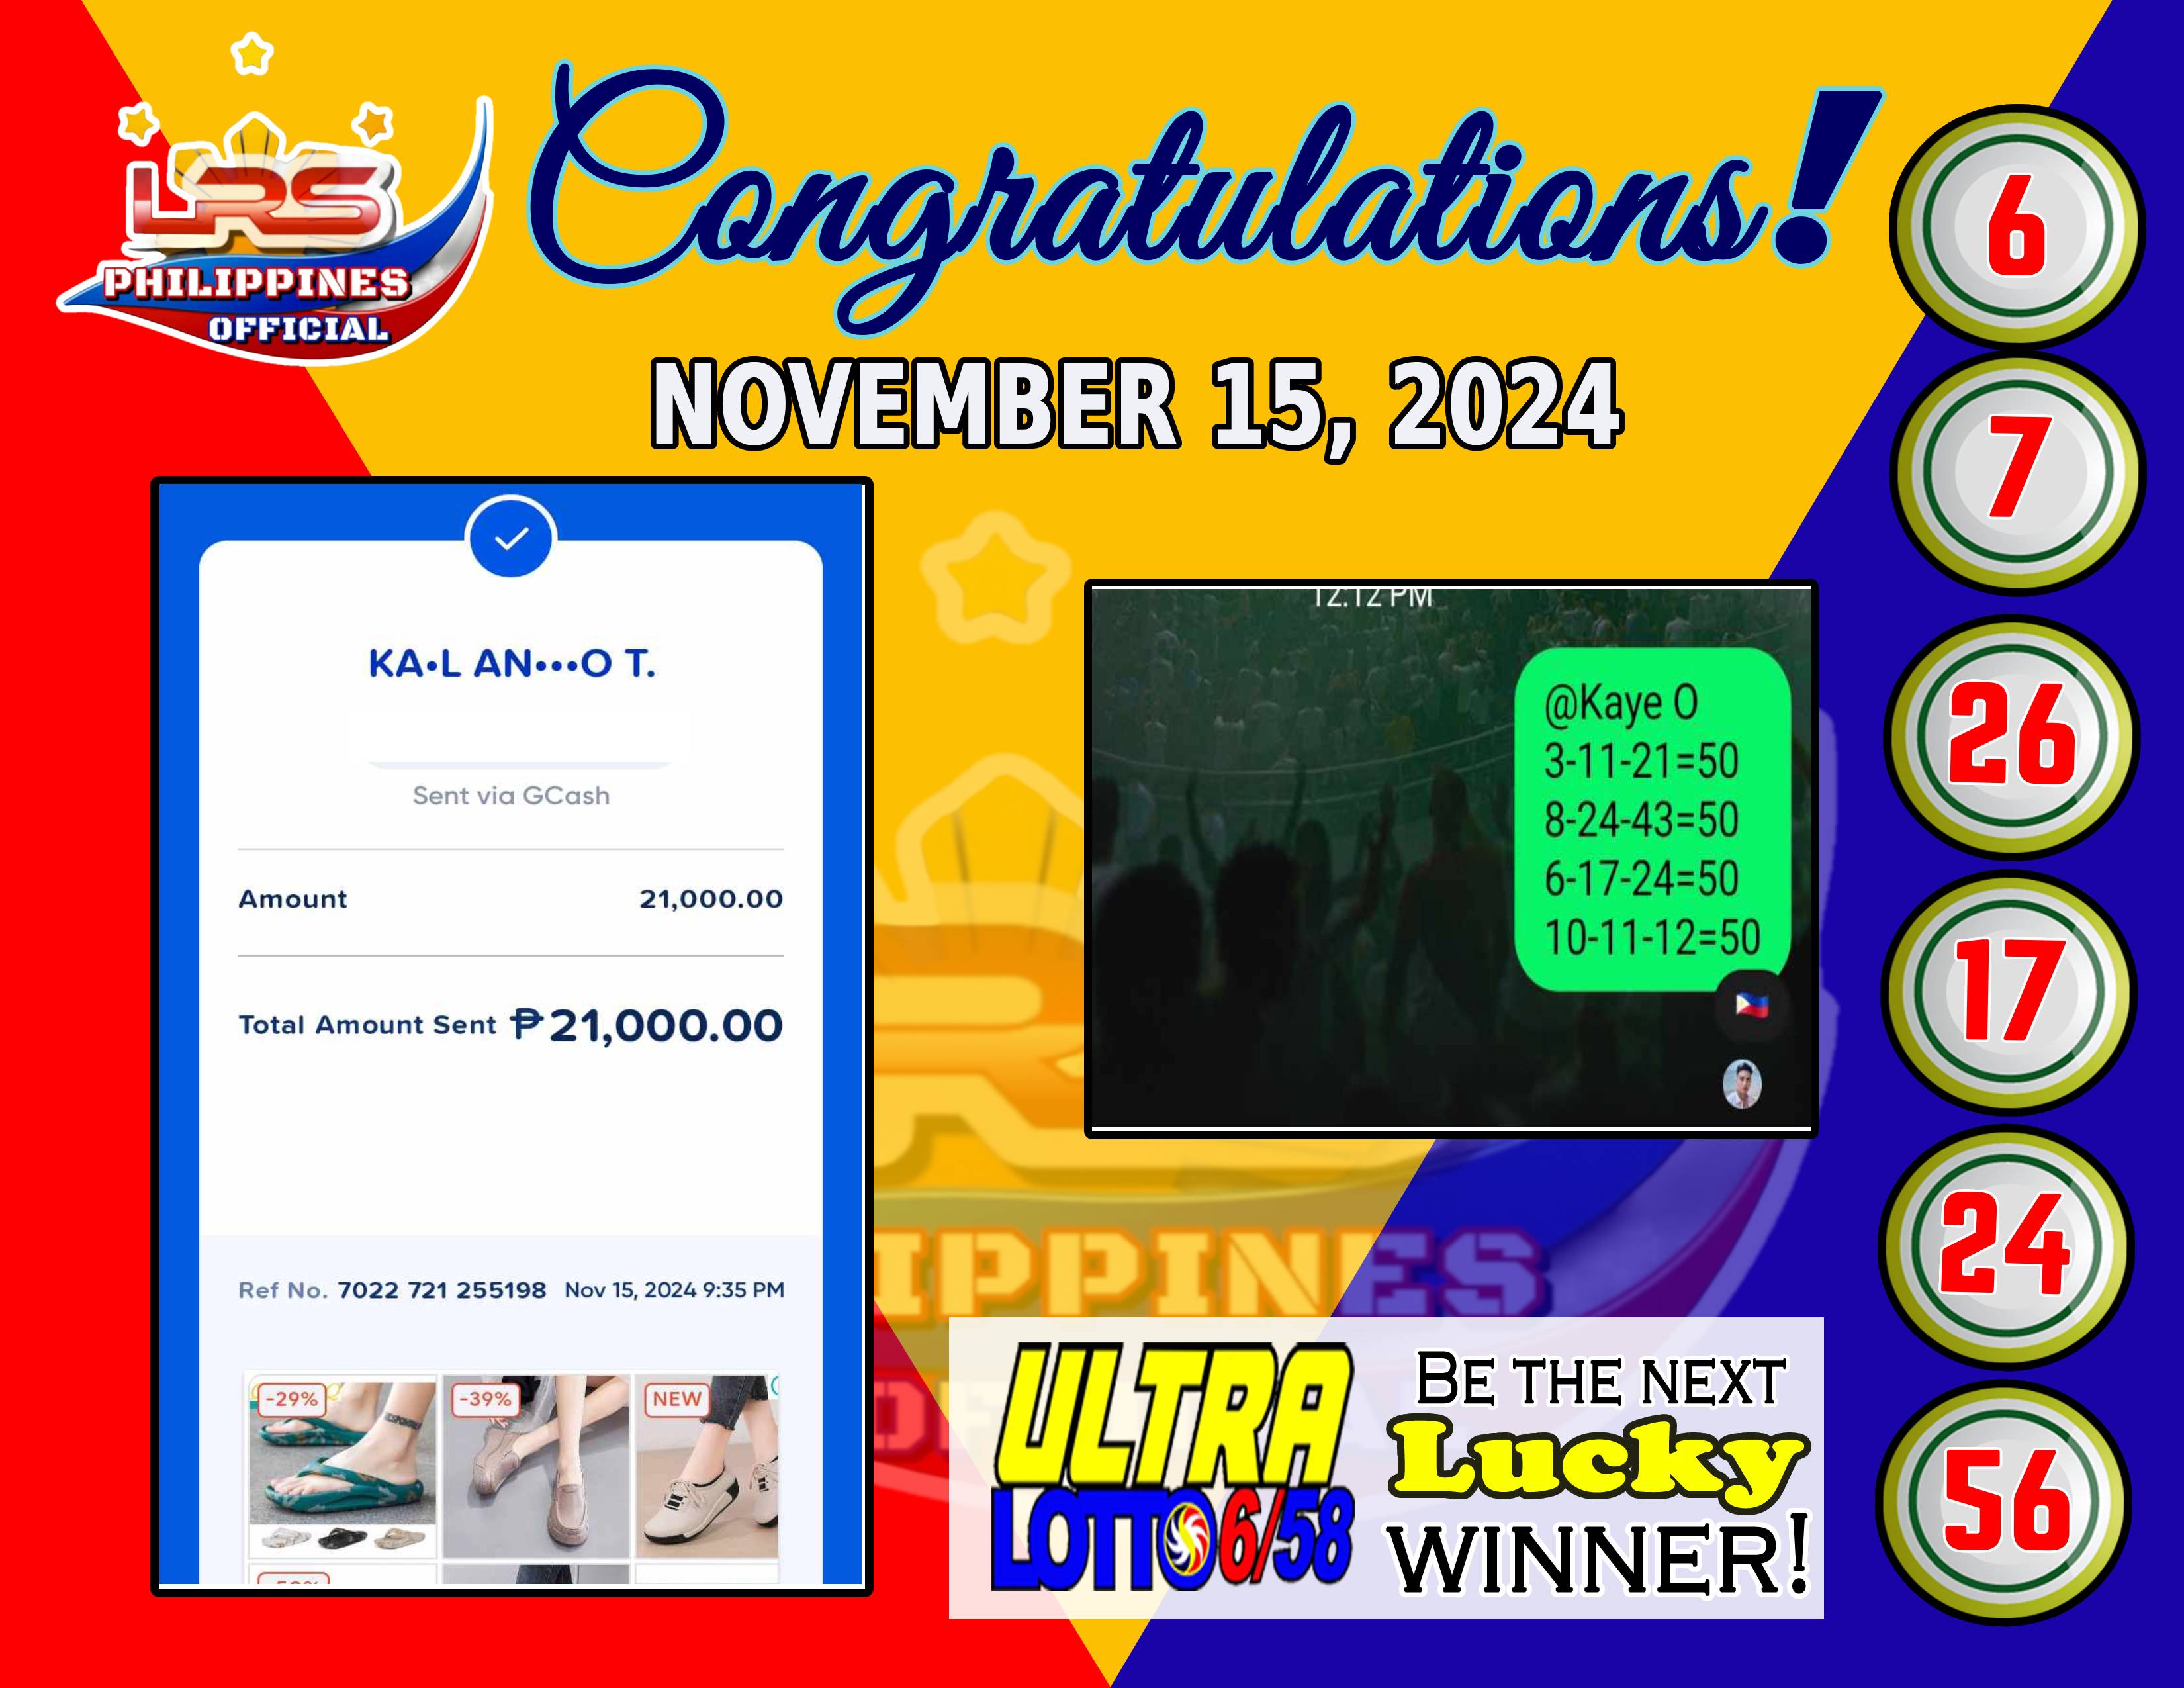 LRS
PHILIPPINES
OFFICIAL
Congratulations!
NOVEMBER 15, 2024
KA•L AN•••O T.
Sent via GCash
Amount 21,000.00
Total Amount Sent ₱21,000.00
Ref No. 7022 721 255198 Nov 15, 2024 9:35 PM
-29%
-39%
NEW
12:12 PM
@Kaye O
3-11-21=50
8-24-43=50
6-17-24=50
10-11-12=50
ULTRA
LOTTO 6/58
BE THE NEXT
Lucky
WINNER!
6
7
26
17
24
56